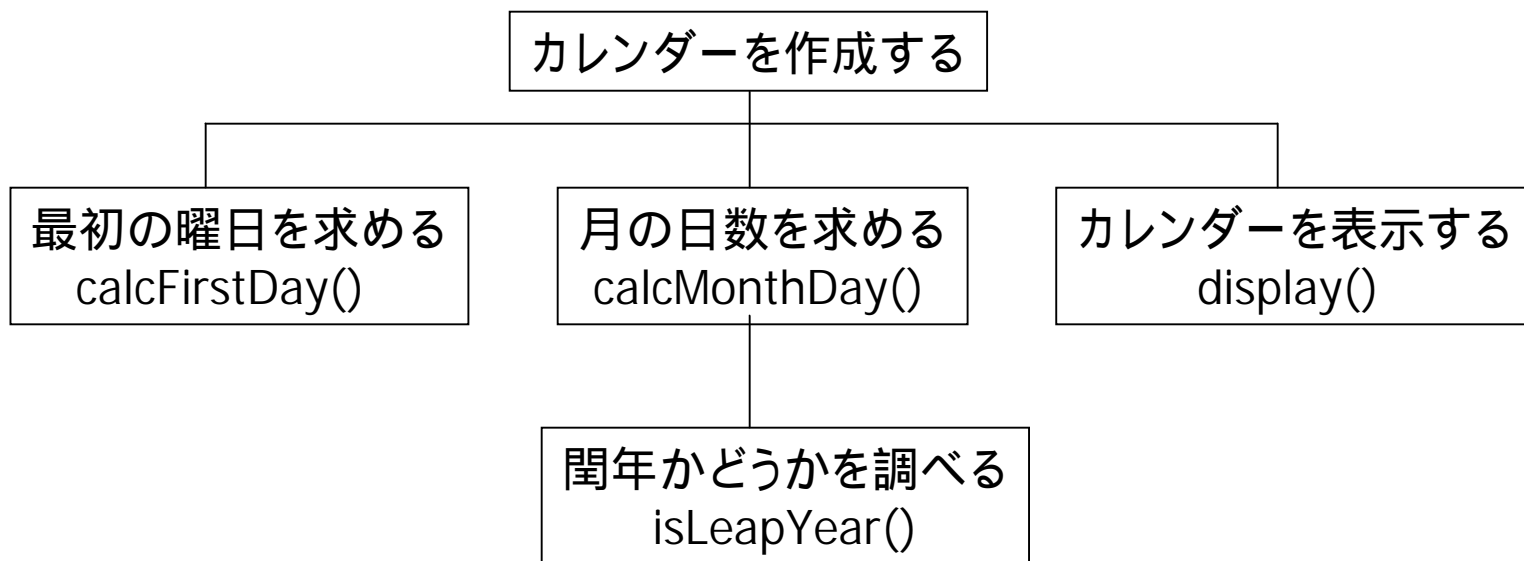 カレンダーを作成する
最初の曜日を求める
calcFirstDay()
月の日数を求める
calcMonthDay()
カレンダーを表示する
display()
閏年かどうかを調べる
isLeapYear()